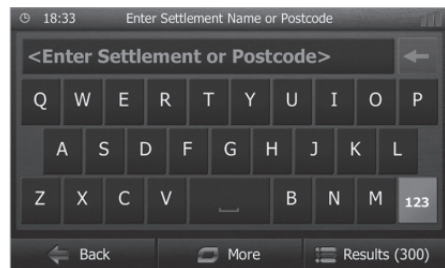 18:33 Enter Settlement Name or Postcode
<Enter Settlement or Postcode>
Q W E R T Y U I O P
A S D F G H J K L
Z X C V B N M 123
Back More Results (300)